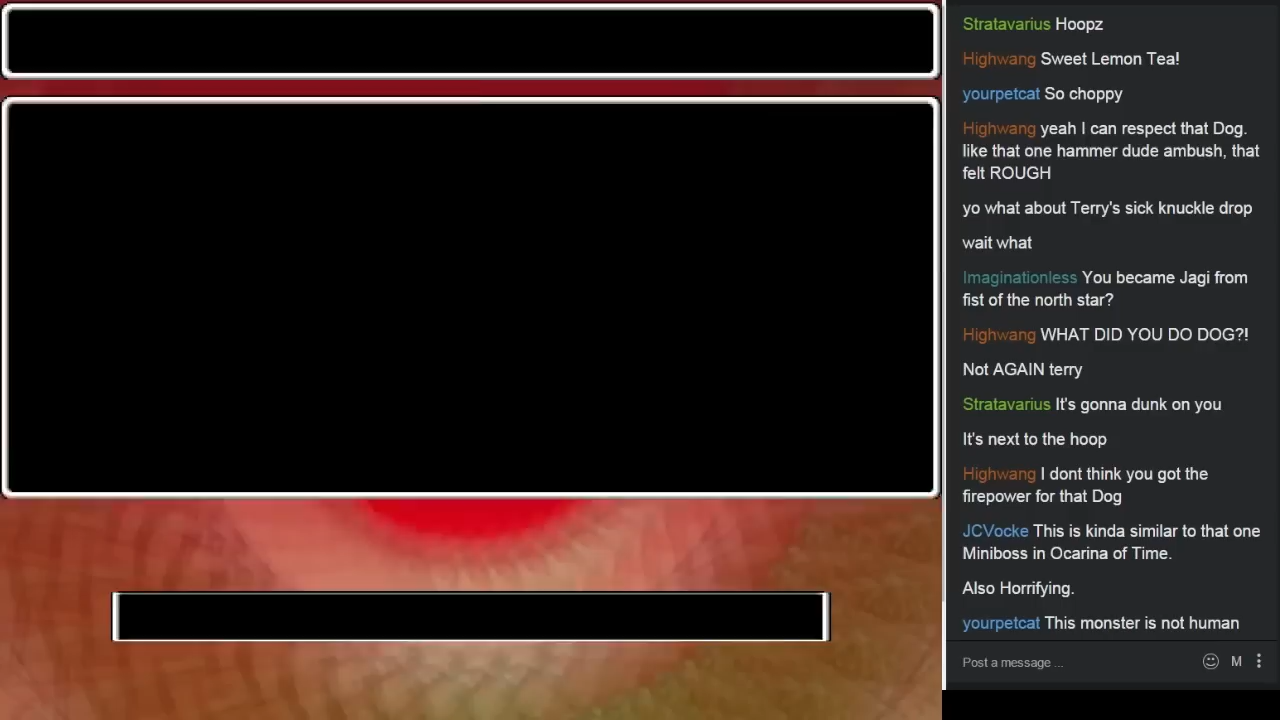 Stratavarius Hoopz
Highwang Sweet Lemon Tea!
yourpetcat So choppy
Highwang yeah I can respect that Dog.
like that one hammer dude ambush, that
felt ROUGH
yo what about Terry's sick knuckle drop
wait what
Imaginationless You became Jagi from
fist of the north star?
Highwang WHAT DID YOU DO DOG?!
Not AGAIN terry
Stratavarius It's gonna dunk on you
It's next to the hoop
Highwang I dont think you got the
firepower for that Dog
JCVocke This is kinda similar to that one
Miniboss in Ocarina of Time.
Also Horrifying.
yourpetcat This monster is not human
Post a message ... M